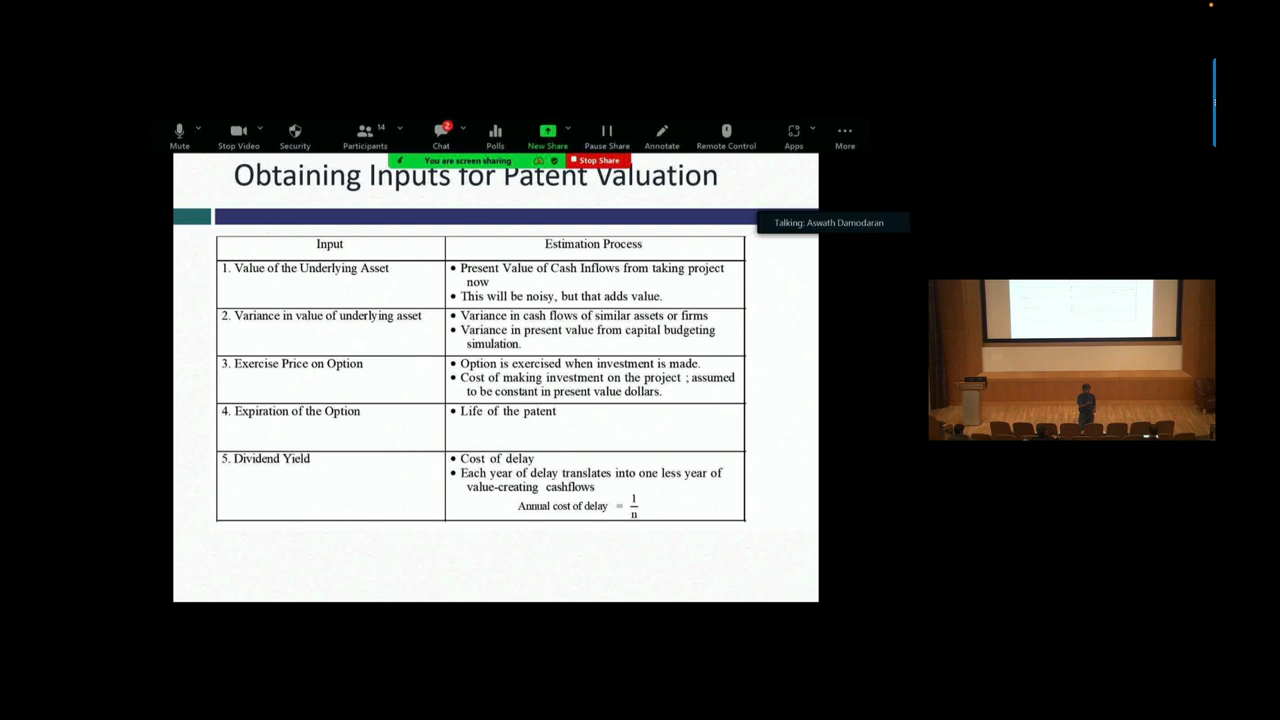 14
2
Mute
Stop Video
Security
Participants
Chat
Polls
New Share
Pause Share
Annotate
Remote Control
Apps
More
You are screen sharing
Stop Share
Obtaining Inputs for Patent Valuation
Talking: Aswath Damodaran
Input
Estimation Process
1. Value of the Underlying Asset
• Present Value of Cash Inflows from taking project
now
• This will be noisy, but that adds value.
2. Variance in value of underlying asset
• Variance in cash flows of similar assets or firms
• Variance in present value from capital budgeting
simulation.
3. Exercise Price on Option
• Option is exercised when investment is made.
• Cost of making investment on the project ; assumed
to be constant in present value dollars.
4. Expiration of the Option
• Life of the patent
5. Dividend Yield
• Cost of delay
• Each year of delay translates into one less year of
value-creating cashflows
Annual cost of delay = 1/n